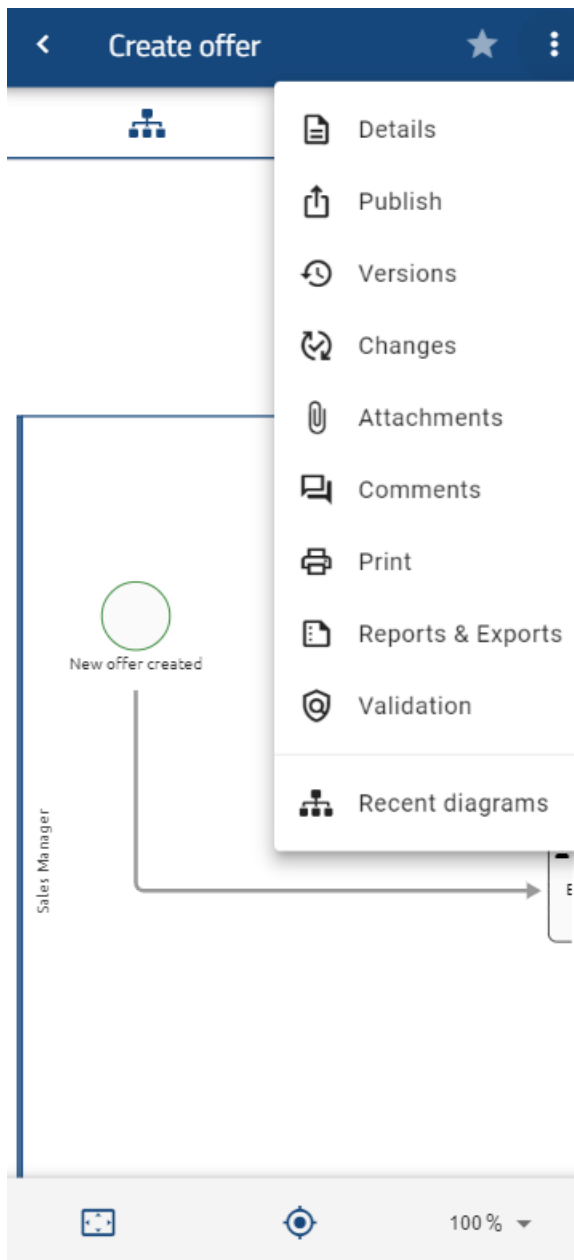 Create offer
Details
Publish
Versions
Changes
Attachments
Comments
Print
Reports & Exports
Validation
Recent diagrams
New offer created
Sales Manager
E
100 %